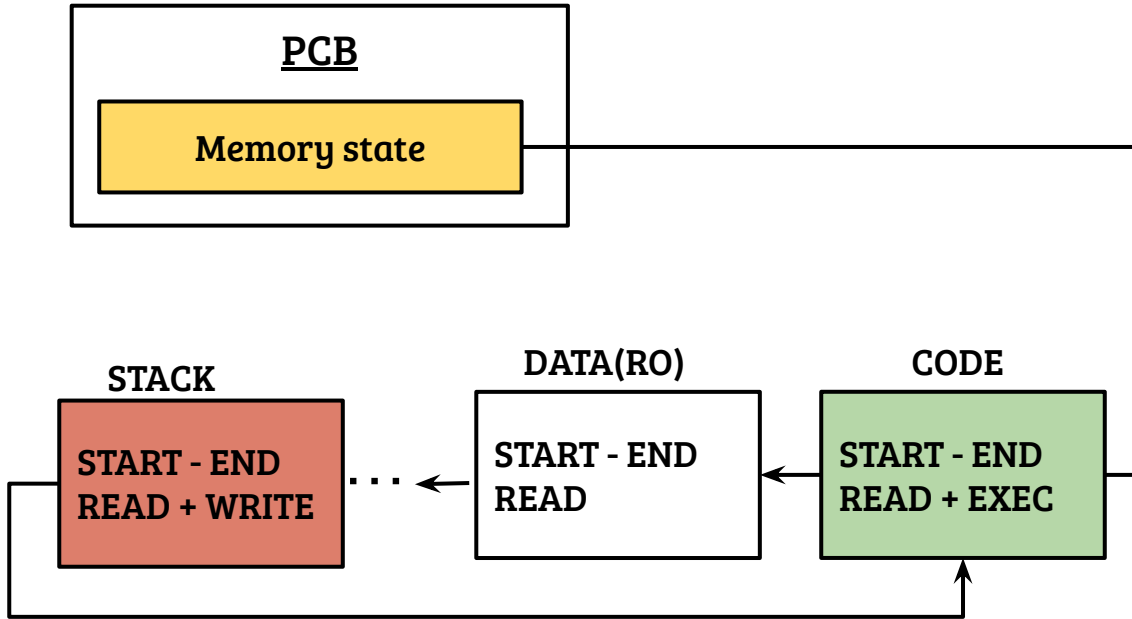 PCB
Memory state
STACK
DATA(RO)
CODE
START - END
READ + WRITE
. . .
START - END
READ
START - END
READ + EXEC